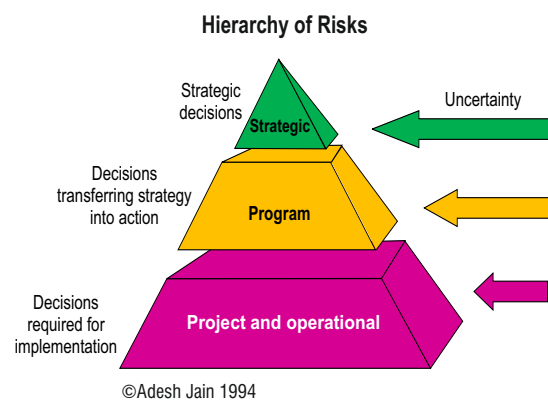 Hierarchy of Risks
Strategic
decisions
Strategic
Uncertainty
Decisions
transferring strategy
into action
Program
Decisions
required for
implementation
Project and operational
©Adesh Jain 1994